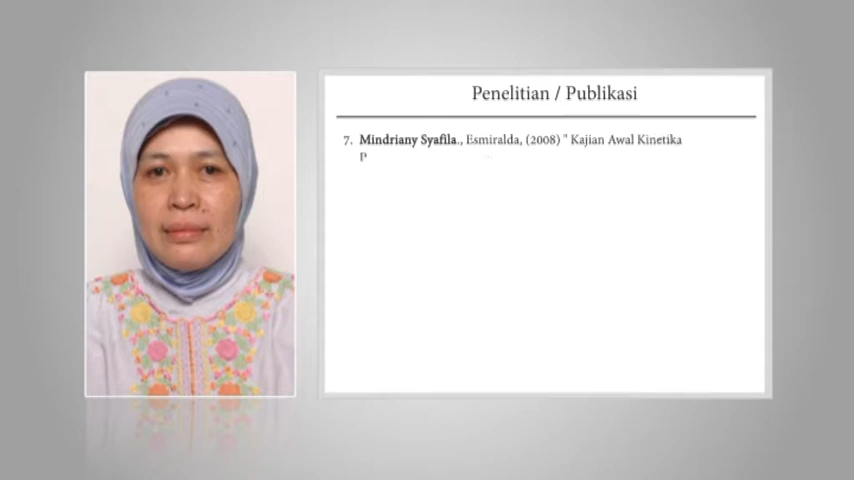 Penelitian / Publikasi
7. Mindriany Syafila., Esmiralda, (2008) " Kajian Awal Kinetika
P